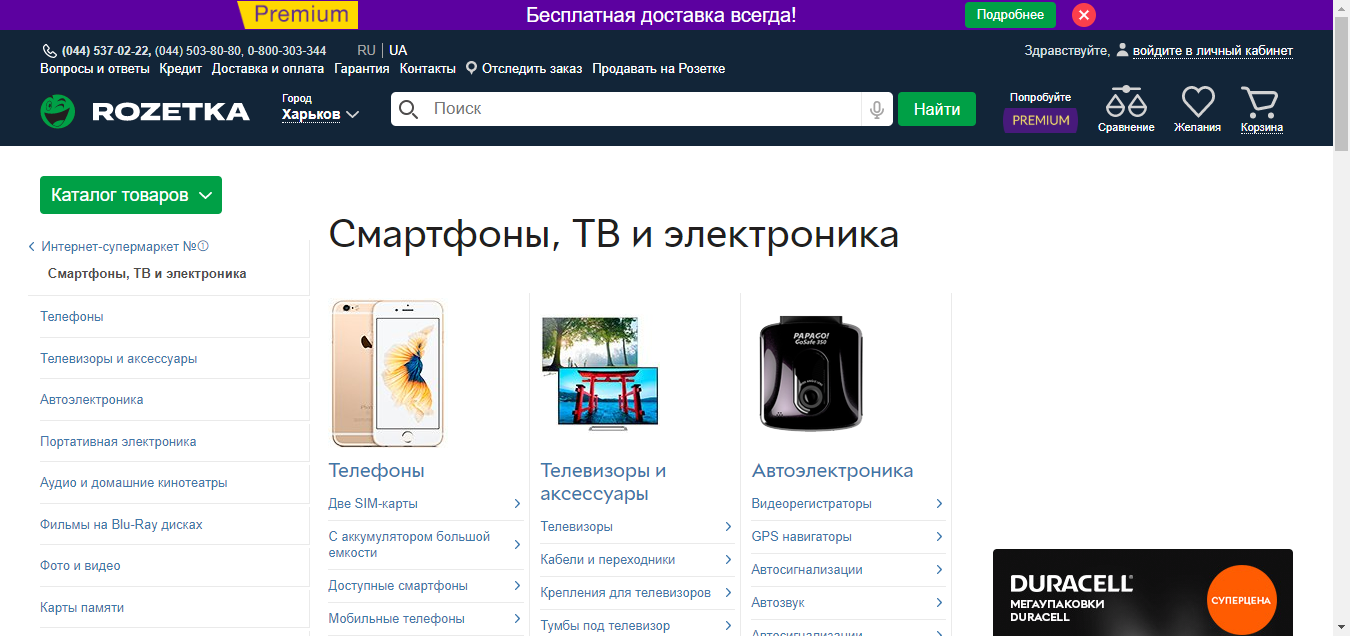 Premium
Бесплатная доставка всегда!
Подробнее
(044) 537-02-22, (044) 503-80-80, 0-800-303-344
RU | UA
Здравствуйте, войдите в личный кабинет
Вопросы и ответы Кредит Доставка и оплата Гарантия Контакты Отследить заказ Продавать на Розетке
ROZETKA
Город
Харьков
Поиск
Найти
Попробуйте
PREMIUM
Сравнение
Желания
Корзина
Каталог товаров
Интернет-супермаркет №①
Смартфоны, ТВ и электроника
Телефоны
Телевизоры и аксессуары
Автоэлектроника
Портативная электроника
Аудио и домашние кинотеатры
Фильмы на Blu-Ray дисках
Фото и видео
Карты памяти
Смартфоны, ТВ и электроника
Телефоны
Две SIM-карты
С аккумулятором большой
емкости
Доступные смартфоны
Мобильные телефоны
Телевизоры и
аксессуары
Телевизоры
Кабели и переходники
Крепления для телевизоров
Тумбы под телевизор
PAPAGO!
GoSafe 350
Автоэлектроника
Видеорегистраторы
GPS навигаторы
Автосигнализации
Автозвук
Автосигнализации
DURACELL
МЕГАУПАКОВКИ
DURACELL
СУПЕРЦЕНА